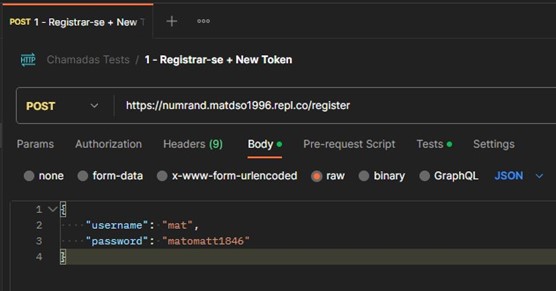 POST 1 - Registrar-se + New T
Chamadas Tests / 1 - Registrar-se + New Token
POST https://numrand.matdso1996.repl.co/register
Params Authorization Headers (9) Body Pre-request Script Tests Settings
none form-data x-www-form-urlencoded raw binary GraphQL JSON
1 {
2 "username": "mat",
3 "password": "matomatt1846"
4 }